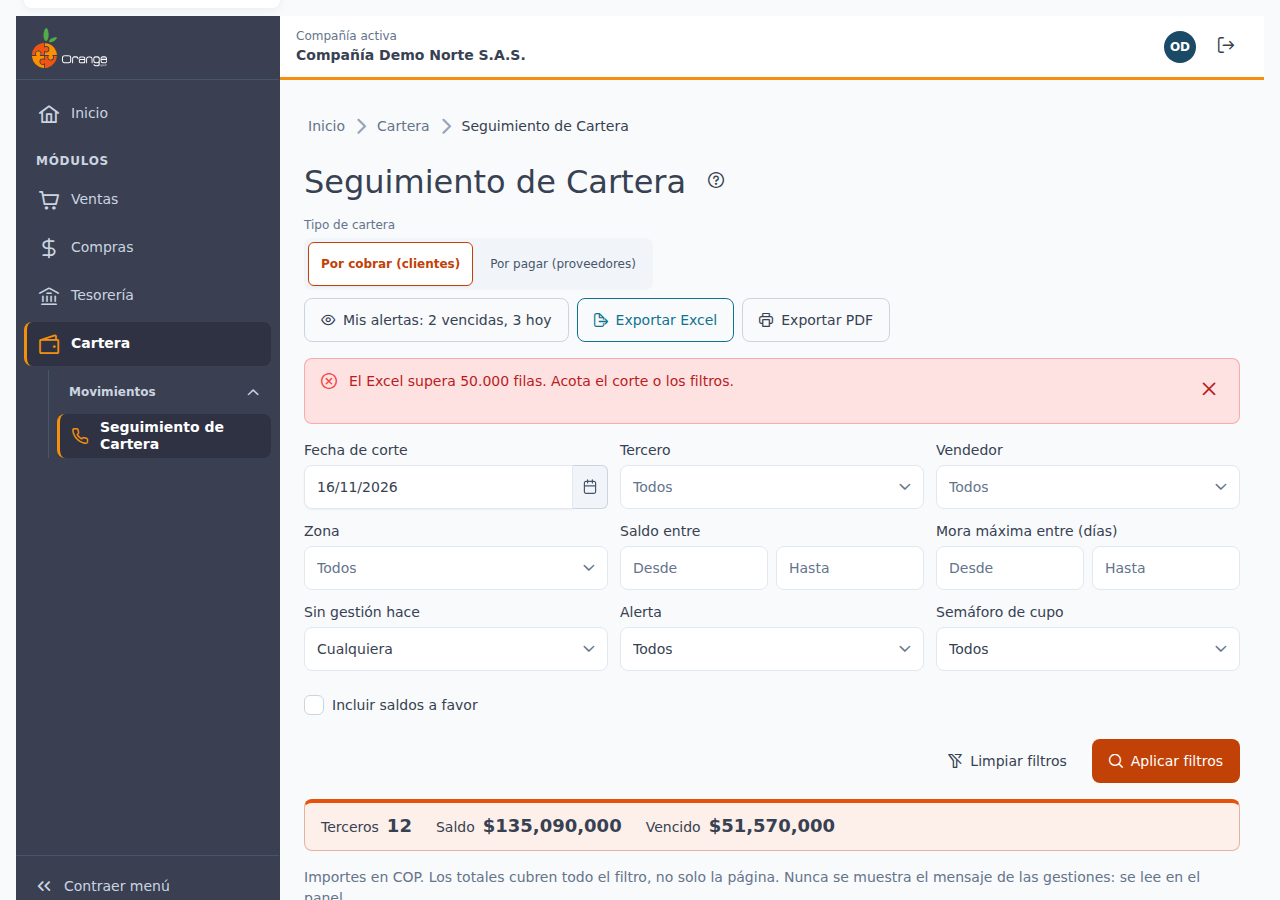 Orange
Compañía activa
Compañía Demo Norte S.A.S.
OD
Inicio
MÓDULOS
Ventas
Compras
Tesorería
Cartera
Movimientos
Seguimiento de
Cartera
Contraer menú
Inicio
Cartera
Seguimiento de Cartera
Seguimiento de Cartera
Tipo de cartera
Por cobrar (clientes)
Por pagar (proveedores)
Mis alertas: 2 vencidas, 3 hoy
Exportar Excel
Exportar PDF
El Excel supera 50.000 filas. Acota el corte o los filtros.
Fecha de corte
Tercero
Vendedor
16/11/2026
Todos
Todos
Zona
Saldo entre
Mora máxima entre (días)
Todos
Desde
Hasta
Desde
Hasta
Sin gestión hace
Alerta
Semáforo de cupo
Cualquiera
Todos
Todos
Incluir saldos a favor
Limpiar filtros
Aplicar filtros
Terceros 12 Saldo $135,090,000 Vencido $51,570,000
Importes en COP. Los totales cubren todo el filtro, no solo la página. Nunca se muestra el mensaje de las gestiones: se lee en el
panel.